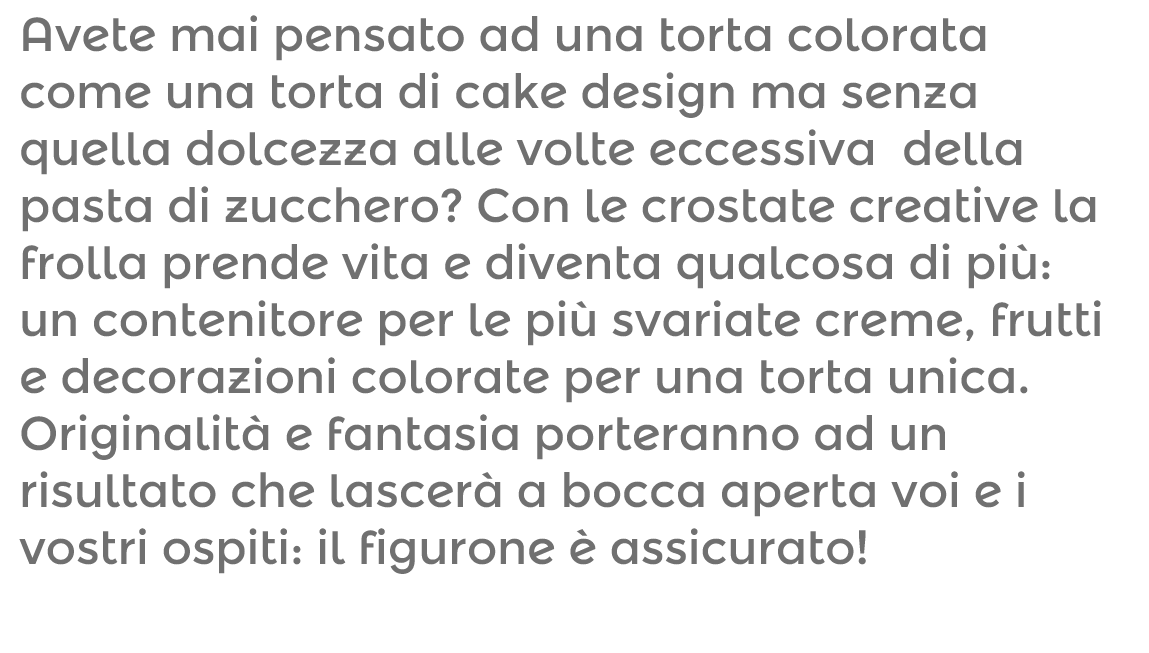 Avete mai pensato ad una torta colorata
come una torta di cake design ma senza
quella dolcezza alle volte eccessiva  della
pasta di zucchero? Con le crostate creative la
frolla prende vita e diventa qualcosa di più:
un contenitore per le più svariate creme, frutti
e decorazioni colorate per una torta unica.
Originalità e fantasia porteranno ad un
risultato che lascerà a bocca aperta voi e i
vostri ospiti: il figurone è assicurato!